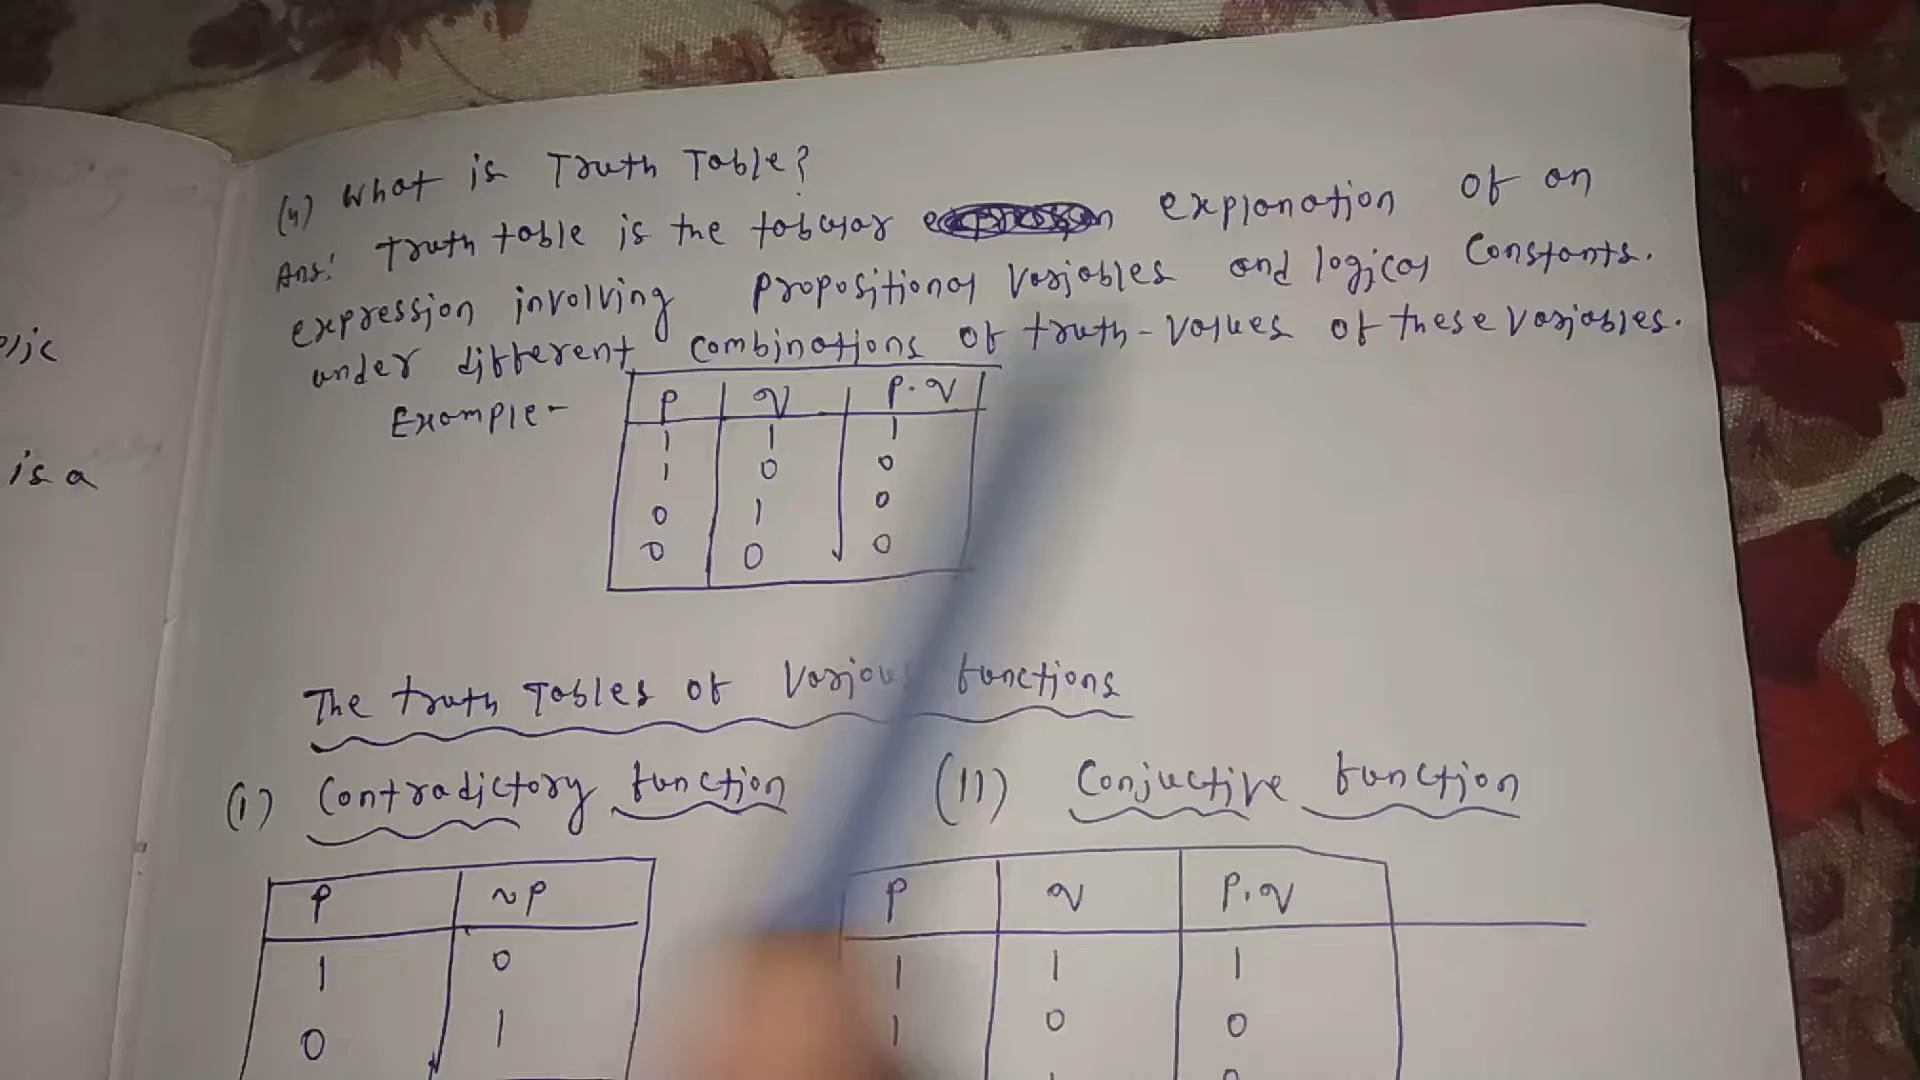 (4) What is Truth Table?
Ans: Truth table is the tabular explanation of an
expression involving propositional variables and logical constants.
under different combinations of truth-values of these variables.
Example-
p q p.q
1 1 1
1 0 0
0 1 0
0 0 0
The truth Tables of Various functions
(I) Contradictory function
(II) Conjuctive function
p ~p
1 0
0 1
p q p.q
1 1 1
1 0 0
is a